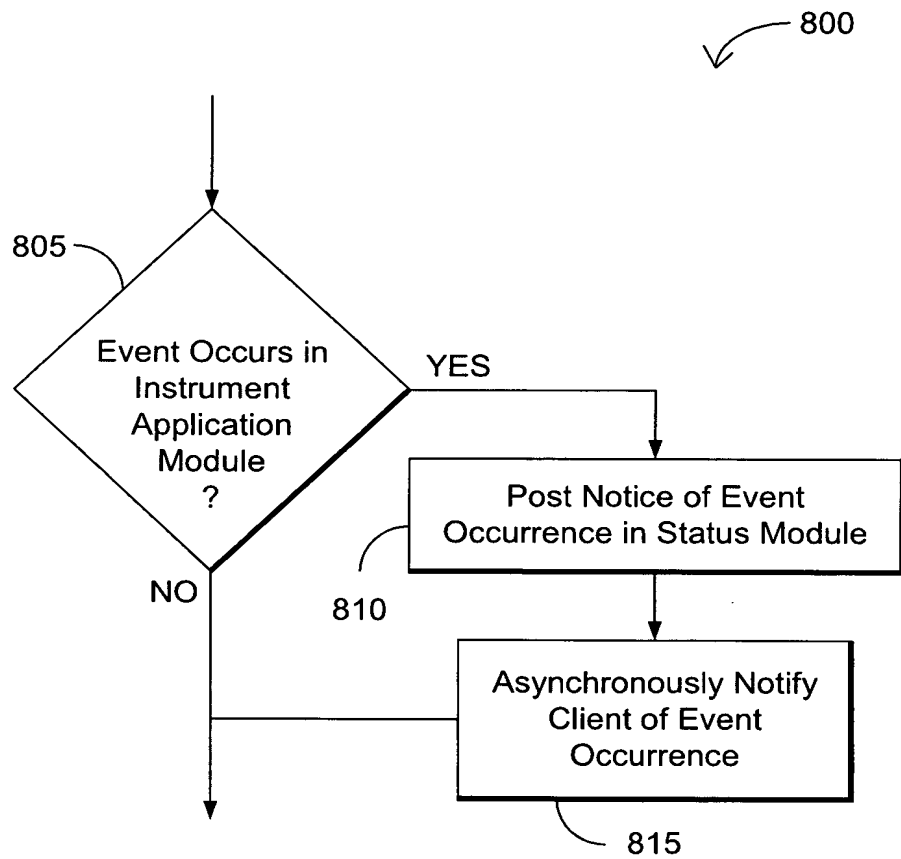 800
805
Event Occurs in
Instrument
Application
Module
?
YES
Post Notice of Event
Occurrence in Status Module
NO
810
Asynchronously Notify
Client of Event
Occurrence
815